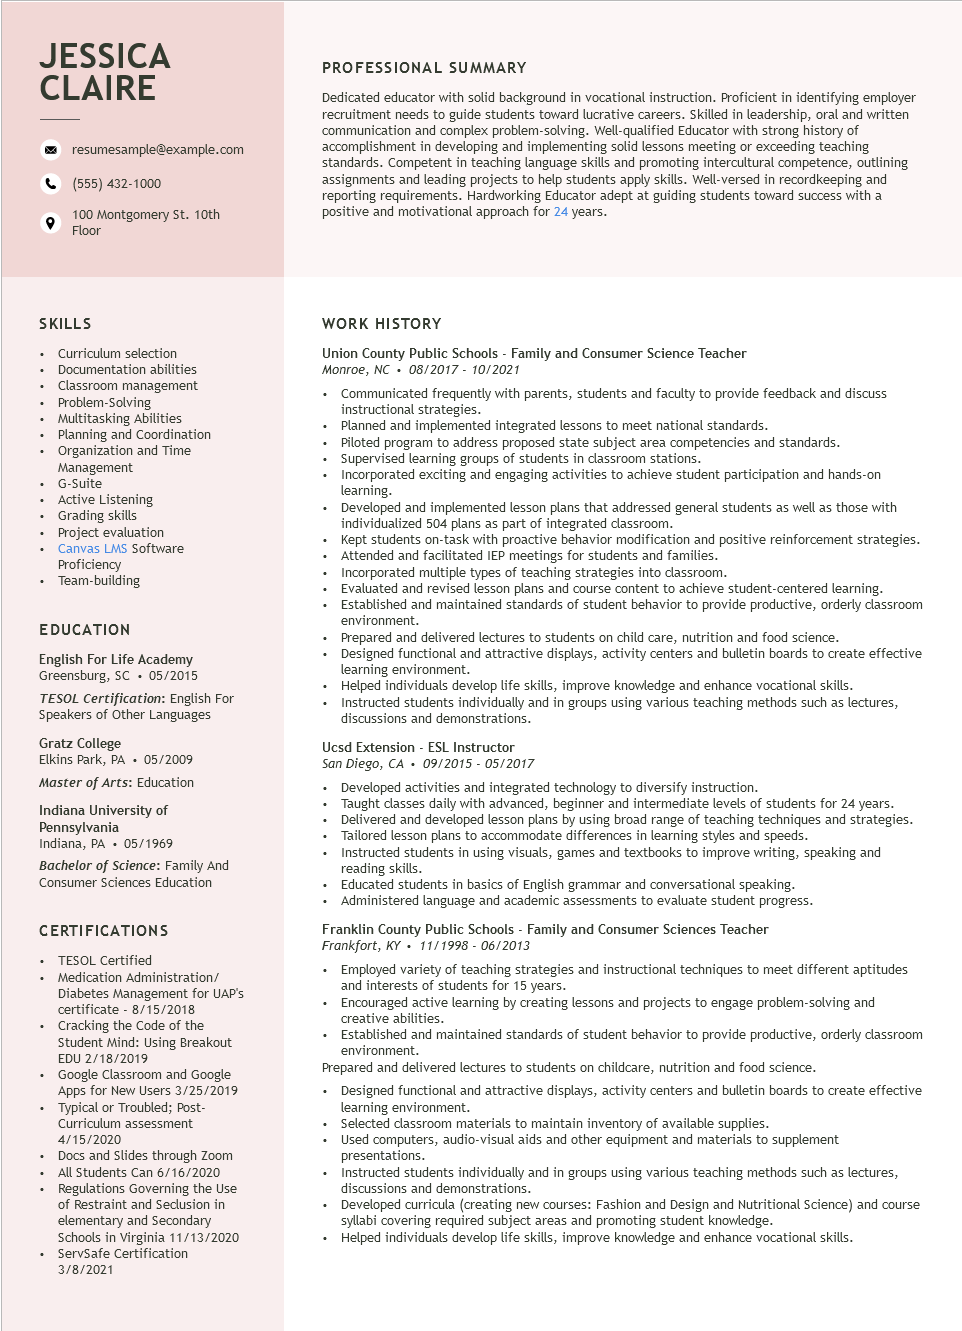 JESSICA
CLAIRE
resumesample@example.com
(555) 432-1000
100 Montgomery St. 10th
Floor
PROFESSIONAL SUMMARY
Dedicated educator with solid background in vocational instruction. Proficient in identifying employer
recruitment needs to guide students toward lucrative careers. Skilled in leadership, oral and written
communication and complex problem-solving. Well-qualified Educator with strong history of
accomplishment in developing and implementing solid lessons meeting or exceeding teaching
standards. Competent in teaching language skills and promoting intercultural competence, outlining
assignments and leading projects to help students apply skills. Well-versed in recordkeeping and
reporting requirements. Hardworking Educator adept at guiding students toward success with a
positive and motivational approach for 24 years.
SKILLS
• Curriculum selection
• Documentation abilities
• Classroom management
• Problem-Solving
• Multitasking Abilities
• Planning and Coordination
• Organization and Time
Management
• G-Suite
• Active Listening
• Grading skills
• Project evaluation
• Canvas LMS Software
Proficiency
• Team-building
EDUCATION
English For Life Academy
Greensburg, SC • 05/2015
TESOL Certification: English For
Speakers of Other Languages
Gratz College
Elkins Park, PA • 05/2009
Master of Arts: Education
Indiana University of
Pennsylvania
Indiana, PA • 05/1969
Bachelor of Science: Family And
Consumer Sciences Education
CERTIFICATIONS
• TESOL Certified
• Medication Administration/
Diabetes Management for UAP's
certificate - 8/15/2018
• Cracking the Code of the
Student Mind: Using Breakout
EDU 2/18/2019
• Google Classroom and Google
Apps for New Users 3/25/2019
• Typical or Troubled; Post-
Curriculum assessment
4/15/2020
• Docs and Slides through Zoom
• All Students Can 6/16/2020
• Regulations Governing the Use
of Restraint and Seclusion in
elementary and Secondary
Schools in Virginia 11/13/2020
• ServSafe Certification
3/8/2021
WORK HISTORY
Union County Public Schools - Family and Consumer Science Teacher
Monroe, NC • 08/2017 - 10/2021
• Communicated frequently with parents, students and faculty to provide feedback and discuss
instructional strategies.
• Planned and implemented integrated lessons to meet national standards.
• Piloted program to address proposed state subject area competencies and standards.
• Supervised learning groups of students in classroom stations.
• Incorporated exciting and engaging activities to achieve student participation and hands-on
learning.
• Developed and implemented lesson plans that addressed general students as well as those with
individualized 504 plans as part of integrated classroom.
• Kept students on-task with proactive behavior modification and positive reinforcement strategies.
• Attended and facilitated IEP meetings for students and families.
• Incorporated multiple types of teaching strategies into classroom.
• Evaluated and revised lesson plans and course content to achieve student-centered learning.
• Established and maintained standards of student behavior to provide productive, orderly classroom
environment.
• Prepared and delivered lectures to students on child care, nutrition and food science.
• Designed functional and attractive displays, activity centers and bulletin boards to create effective
learning environment.
• Helped individuals develop life skills, improve knowledge and enhance vocational skills.
• Instructed students individually and in groups using various teaching methods such as lectures,
discussions and demonstrations.
Ucsd Extension - ESL Instructor
San Diego, CA • 09/2015 - 05/2017
• Developed activities and integrated technology to diversify instruction.
• Taught classes daily with advanced, beginner and intermediate levels of students for 24 years.
• Delivered and developed lesson plans by using broad range of teaching techniques and strategies.
• Tailored lesson plans to accommodate differences in learning styles and speeds.
• Instructed students in using visuals, games and textbooks to improve writing, speaking and
reading skills.
• Educated students in basics of English grammar and conversational speaking.
• Administered language and academic assessments to evaluate student progress.
Franklin County Public Schools - Family and Consumer Sciences Teacher
Frankfort, KY • 11/1998 - 06/2013
• Employed variety of teaching strategies and instructional techniques to meet different aptitudes
and interests of students for 15 years.
• Encouraged active learning by creating lessons and projects to engage problem-solving and
creative abilities.
• Established and maintained standards of student behavior to provide productive, orderly classroom
environment.
Prepared and delivered lectures to students on childcare, nutrition and food science.
• Designed functional and attractive displays, activity centers and bulletin boards to create effective
learning environment.
• Selected classroom materials to maintain inventory of available supplies.
• Used computers, audio-visual aids and other equipment and materials to supplement
presentations.
• Instructed students individually and in groups using various teaching methods such as lectures,
discussions and demonstrations.
• Developed curricula (creating new courses: Fashion and Design and Nutritional Science) and course
syllabi covering required subject areas and promoting student knowledge.
• Helped individuals develop life skills, improve knowledge and enhance vocational skills.